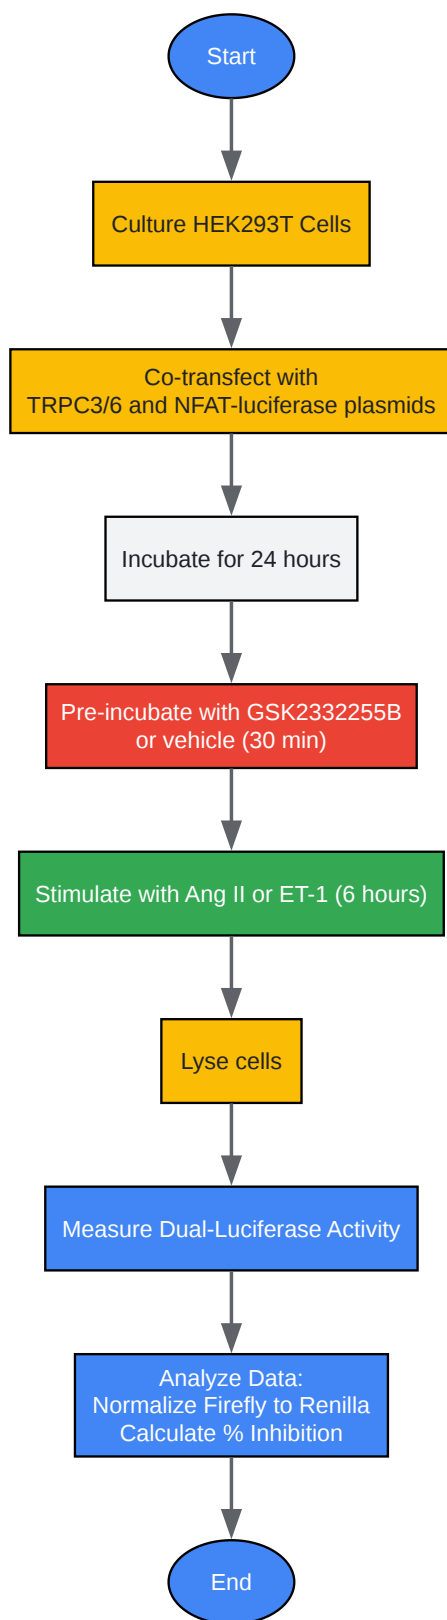 Start
Culture HEK293T Cells
Co-transfect with
TRPC3/6 and NFAT-luciferase plasmids
Incubate for 24 hours
Pre-incubate with GSK2332255B
or vehicle (30 min)
Stimulate with Ang II or ET-1 (6 hours)
Lyse cells
Measure Dual-Luciferase Activity
Analyze Data:
Normalize Firefly to Renilla
Calculate % Inhibition
End